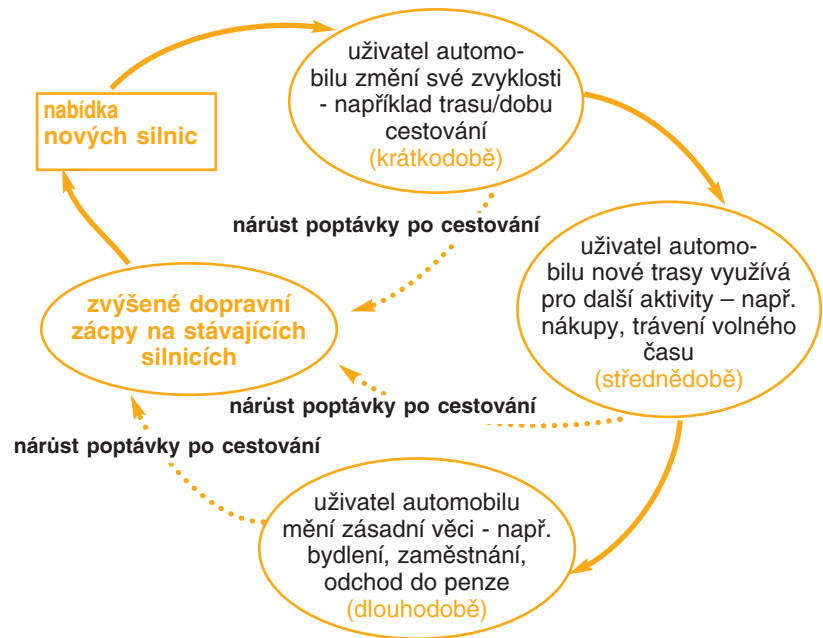 uživatel automo-
bilu změní své zvyklosti
- například trasu/dobu
cestování
(krátkodobě)
nabídka
nových silnic
nárůst poptávky po cestování
uživatel automo-
bilu nové trasy využívá
pro další aktivity – např.
nákupy, trávení volného
času
(střednědobě)
zvýšené dopravní
zácpy na stávajících
silnicích
nárůst poptávky po cestování
nárůst poptávky po cestování
uživatel automobilu
mění zásadní věci - např.
bydlení, zaměstnání,
odchod do penze
(dlouhodobě)